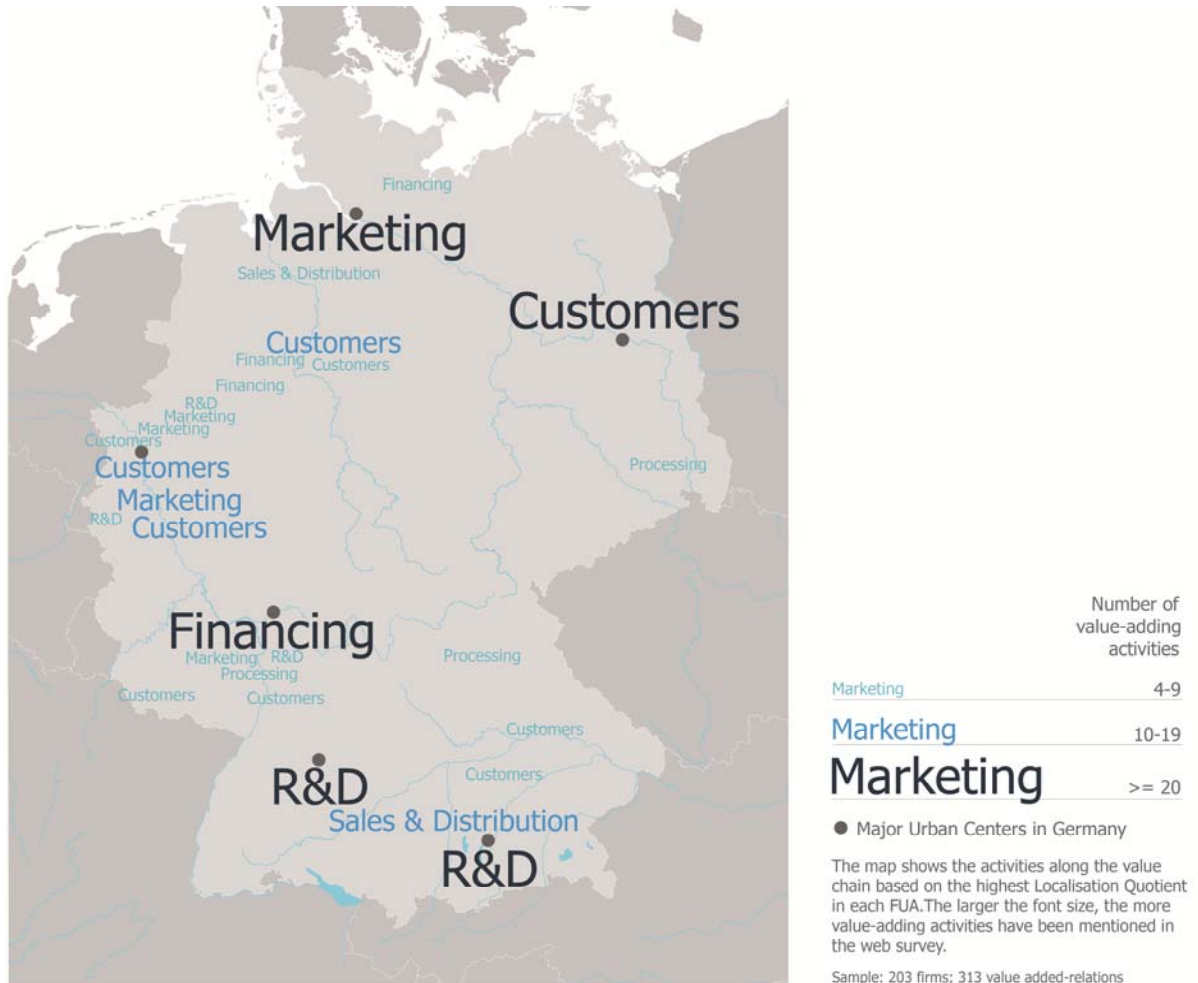 Financing
Marketing
Sales & Distribution
Customers
Customers
Financing
Customers
Financing
R&D
Marketing
Marketing
Customers
Customers
Processing
Marketing
R&D
Customers
Financing
Marketing
R&D
Processing
Processing
Customers
Customers
Customers
R&D
Customers
Sales & Distribution
R&D
Number of
value-adding
activities
Marketing 4-9
Marketing 10-19
Marketing >= 20
Major Urban Centers in Germany
The map shows the activities along the value
chain based on the highest Localisation Quotient
in each FUA.The larger the font size, the more
value-adding activities have been mentioned in
the web survey.
Sample: 203 firms; 313 value added-relations